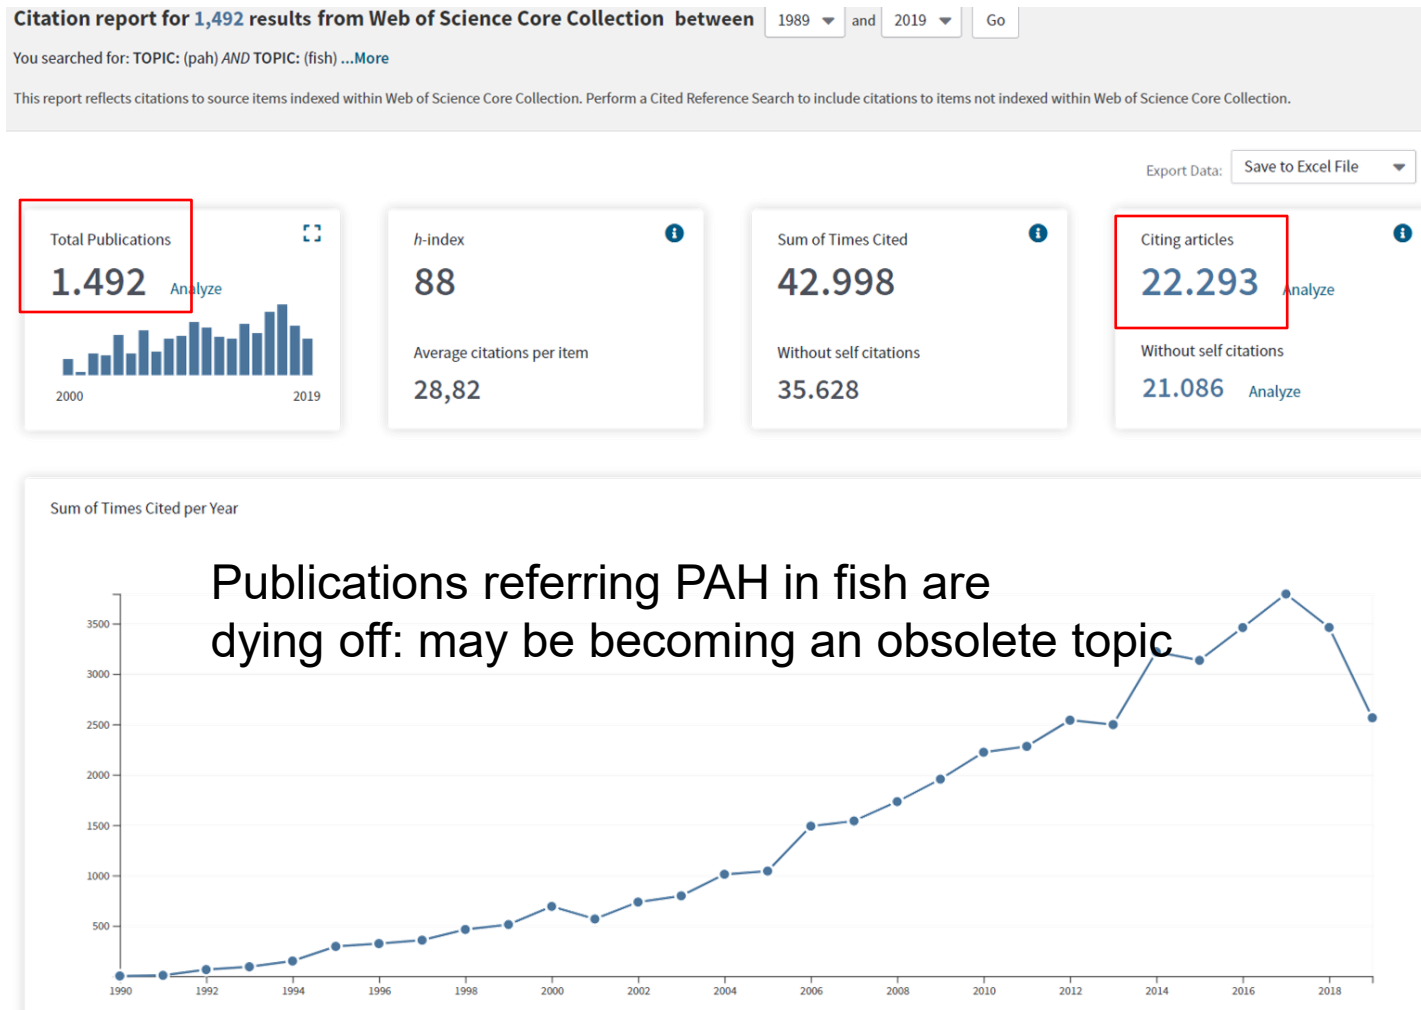 Citation report for 1,492 results from Web of Science Core Collection between 1989 and 2019 Go
You searched for: TOPIC: (pah) AND TOPIC: (fish) ...More
This report reflects citations to source items indexed within Web of Science Core Collection. Perform a Cited Reference Search to include citations to items not indexed within Web of Science Core Collection.
Export Data: Save to Excel File
Total Publications
1.492 Analyze
2000 2019
h-index
88
Average citations per item
28,82
Sum of Times Cited
42.998
Without self citations
35.628
Citing articles
22.293 Analyze
Without self citations
21.086 Analyze
Sum of Times Cited per Year
Publications referring PAH in fish are
dying off: may be becoming an obsolete topic
3500
3000
2500
2000
1500
1000
500
1990 1992 1994 1996 1998 2000 2002 2004 2006 2008 2010 2012 2014 2016 2018